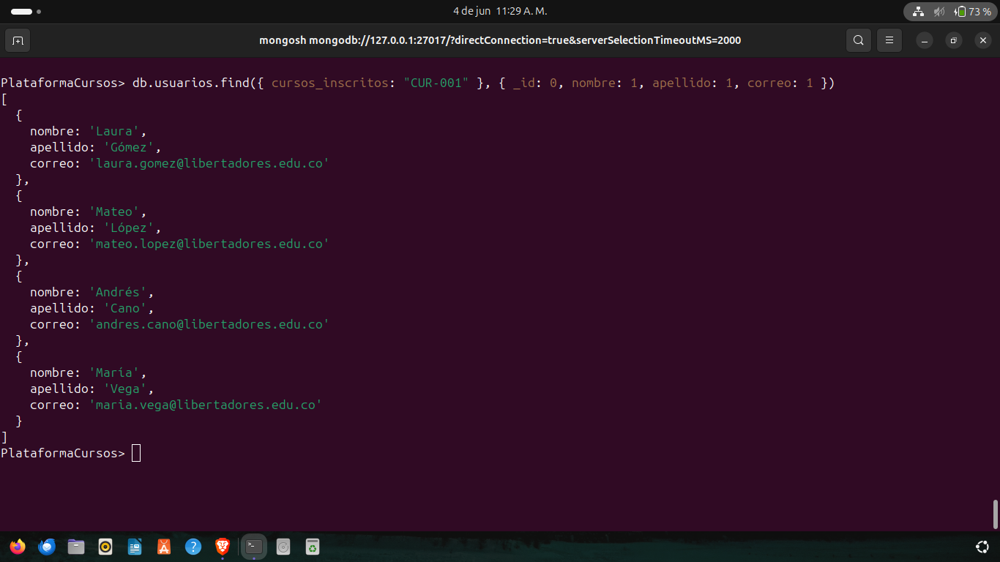 4 de jun 11:29 A. M.
73 %
mongosh mongodb://127.0.0.1:27017/?directConnection=true&serverSelectionTimeoutMS=2000
PlataformaCursos> db.usuarios.find({ cursos_inscritos: "CUR-001" }, { _id: 0, nombre: 1, apellido: 1, correo: 1 })
[
  {
    nombre: 'Laura',
    apellido: 'Gómez',
    correo: 'laura.gomez@libertadores.edu.co'
  },
  {
    nombre: 'Mateo',
    apellido: 'López',
    correo: 'mateo.lopez@libertadores.edu.co'
  },
  {
    nombre: 'Andrés',
    apellido: 'Cano',
    correo: 'andres.cano@libertadores.edu.co'
  },
  {
    nombre: 'María',
    apellido: 'Vega',
    correo: 'maria.vega@libertadores.edu.co'
  }
]
PlataformaCursos>